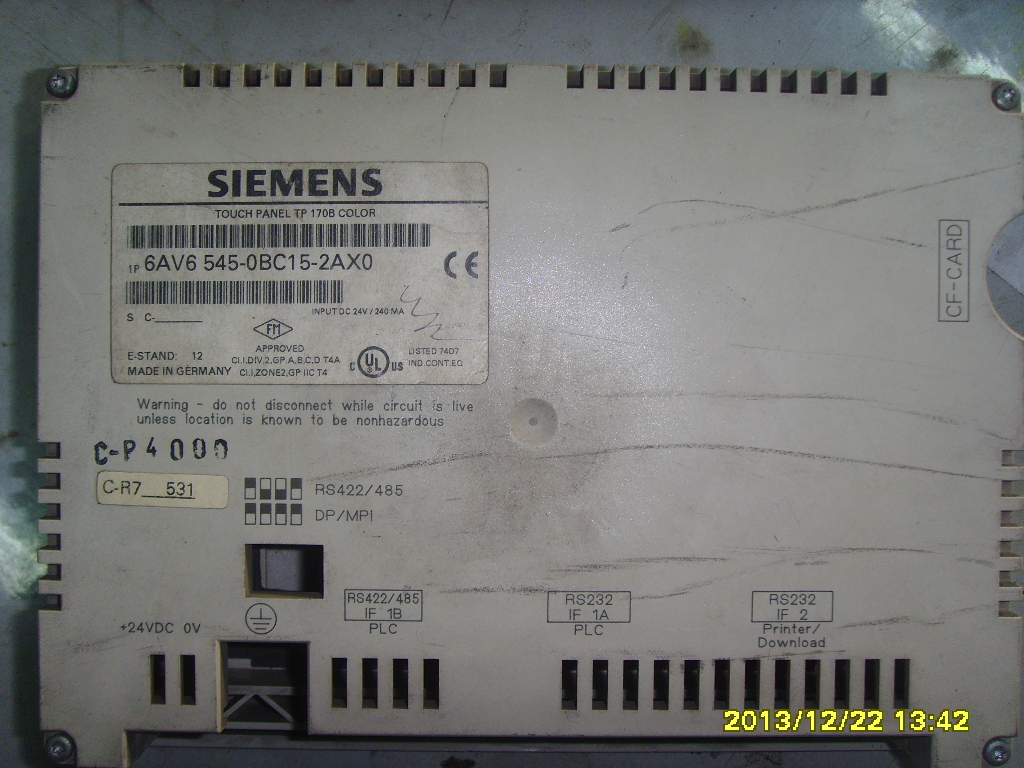 SIEMENS
TOUCH PANEL TP 170B COLOR
1P 6AV6 545-0BC15-2AX0
CE
INPUT DC 24V / 240 MA
S C-
FM
APPROVED
E-STAND: 12
CI.I,DIV.2,GP A,B,C,D T4A
MADE IN GERMANY
CI.I,ZONE2,GP IIC T4
C UL US
LISTED 74D7
IND.CONT.EQ
Warning - do not disconnect while circuit is live
unless location is known to be nonhazardous
C-P4000
C-R7 531
RS422/485
DP/MPI
CF-CARD
+24VDC 0V
RS422/485
IF 1B
PLC
RS232
IF 1A
PLC
RS232
IF 2
Printer/
Download
2013/12/22 13:42